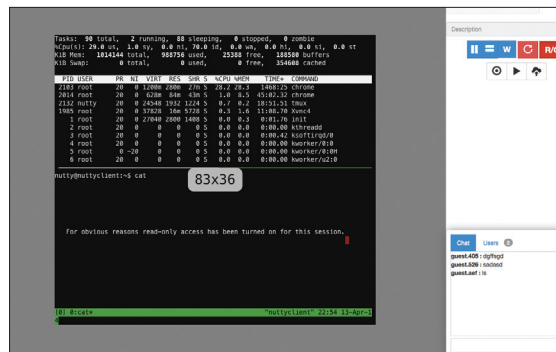 Tasks: 90 total, 2 running, 88 sleeping, 0 stopped, 0 zombie
%Cpu(s): 29.0 us, 1.0 sy, 0.0 ni, 70.0 id, 0.0 wa, 0.0 hi, 0.0 si, 0.0 st
KiB Mem: 1014144 total, 988756 used, 25388 free, 188580 buffers
KiB Swap: 0 total, 0 used, 0 free, 354608 cached
PID USER PR NI VIRT RES SHR S %CPU %MEM TIME+ COMMAND
2103 root 20 0 1200m 280m 27m S 28.2 28.3 1468:25 chrome
2014 root 20 0 628m 84m 43m S 1.0 8.5 45:02.32 chrome
2132 nutty 20 0 24548 1932 1224 S 0.7 0.2 18:51.51 tmux
1985 root 20 0 37828 16m 5728 S 0.3 1.6 11:08.70 Xvnc4
1 root 20 0 27040 2800 1408 S 0.0 0.3 0:01.76 init
2 root 20 0 0 0 0 S 0.0 0.0 0:00.00 kthreadd
3 root 20 0 0 0 0 S 0.0 0.0 0:00.42 ksoftirqd/0
4 root 20 0 0 0 0 S 0.0 0.0 0:00.00 kworker/0:0
5 root 0 -20 0 0 0 S 0.0 0.0 0:00.00 kworker/0:0H
6 root 20 0 0 0 0 S 0.0 0.0 0:00.00 kworker/u2:0
nutty@nuttyclient:~$ cat
83x36
For obvious reasons read-only access has been turned on for this session.
[0] 0:cat* "nuttyclient" 22:54 13-Apr-1
4
Description
W C R/O
Chat Users
guest.405 : dgffsgd
guest.526 : sadasd
guest.aef : ls